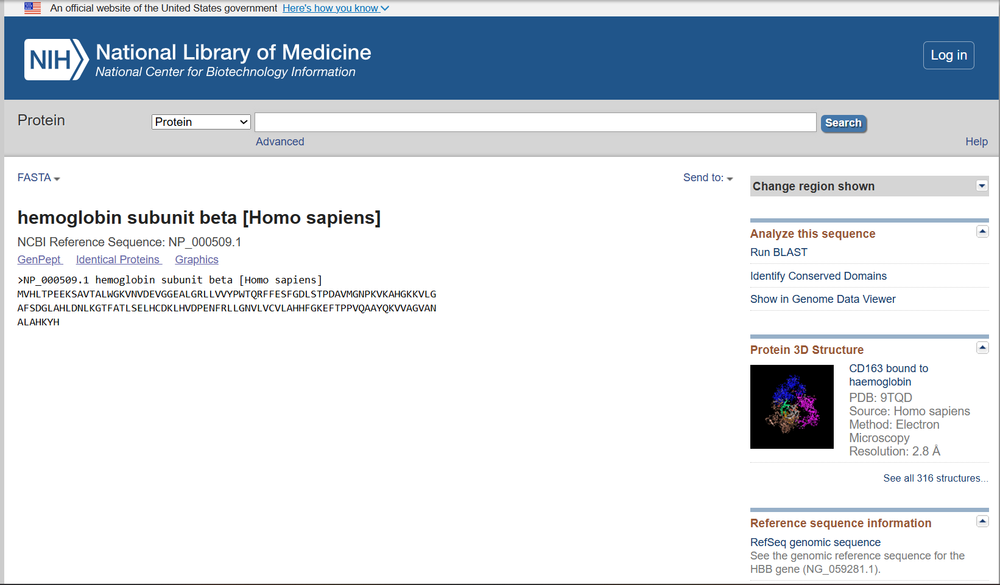 An official website of the United States government Here's how you know
NIH National Library of Medicine
National Center for Biotechnology Information
Log in
Protein
Protein
Search
Advanced
Help
FASTA
Send to:
hemoglobin subunit beta [Homo sapiens]
NCBI Reference Sequence: NP_000509.1
GenPept Identical Proteins Graphics
>NP_000509.1 hemoglobin subunit beta [Homo sapiens]
MVHLTPEEKSAVTALWGKVNVDEVGGEALGRLLVVYPWTQRFFESFGDLSTPDAVMGNPKVKAHGKKVLG
AFSDGLAHLDNLKGTFATLSELHCDKLHVDPENFRLLGNVLVCVLAHHFGKEFTPPVQAAYQKVVAGVAN
ALAHKYH
Change region shown
Analyze this sequence
Run BLAST
Identify Conserved Domains
Show in Genome Data Viewer
Protein 3D Structure
CD163 bound to
haemoglobin
PDB: 9TQD
Source: Homo sapiens
Method: Electron
Microscopy
Resolution: 2.8 Å
See all 316 structures...
Reference sequence information
RefSeq genomic sequence
See the genomic reference sequence for the
HBB gene (NG_059281.1).